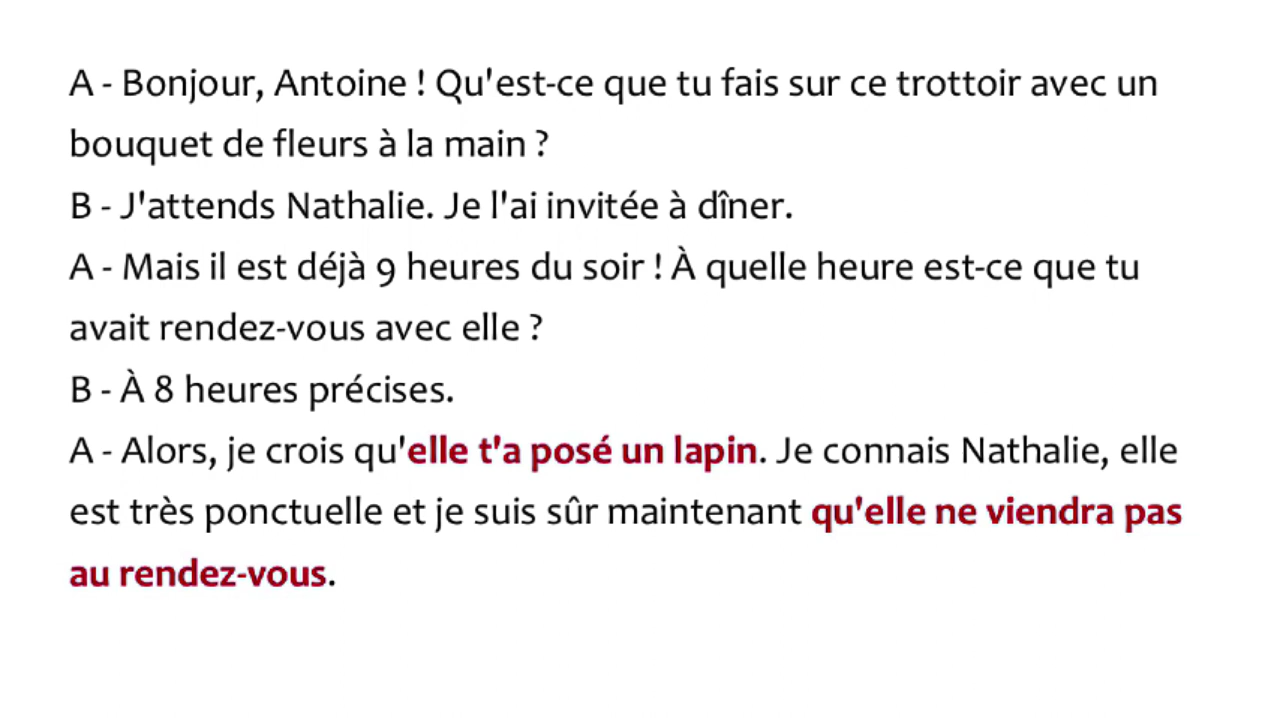 A - Bonjour, Antoine ! Qu'est-ce que tu fais sur ce trottoir avec un
bouquet de fleurs à la main ?
B - J'attends Nathalie. Je l'ai invitée à dîner.
A - Mais il est déjà 9 heures du soir ! À quelle heure est-ce que tu
avait rendez-vous avec elle ?
B - À 8 heures précises.
A - Alors, je crois qu'elle t'a posé un lapin. Je connais Nathalie, elle
est très ponctuelle et je suis sûr maintenant qu'elle ne viendra pas
au rendez-vous.